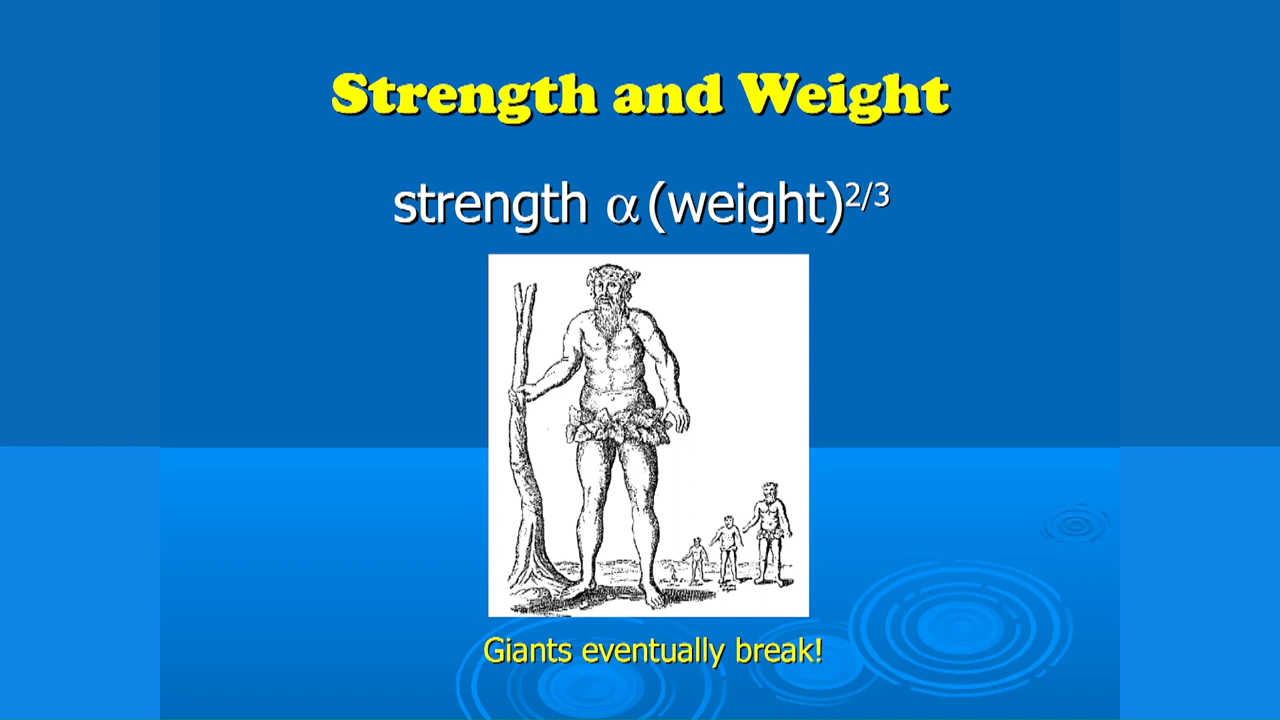 Strength and Weight
strength α (weight)²/³
Giants eventually break!